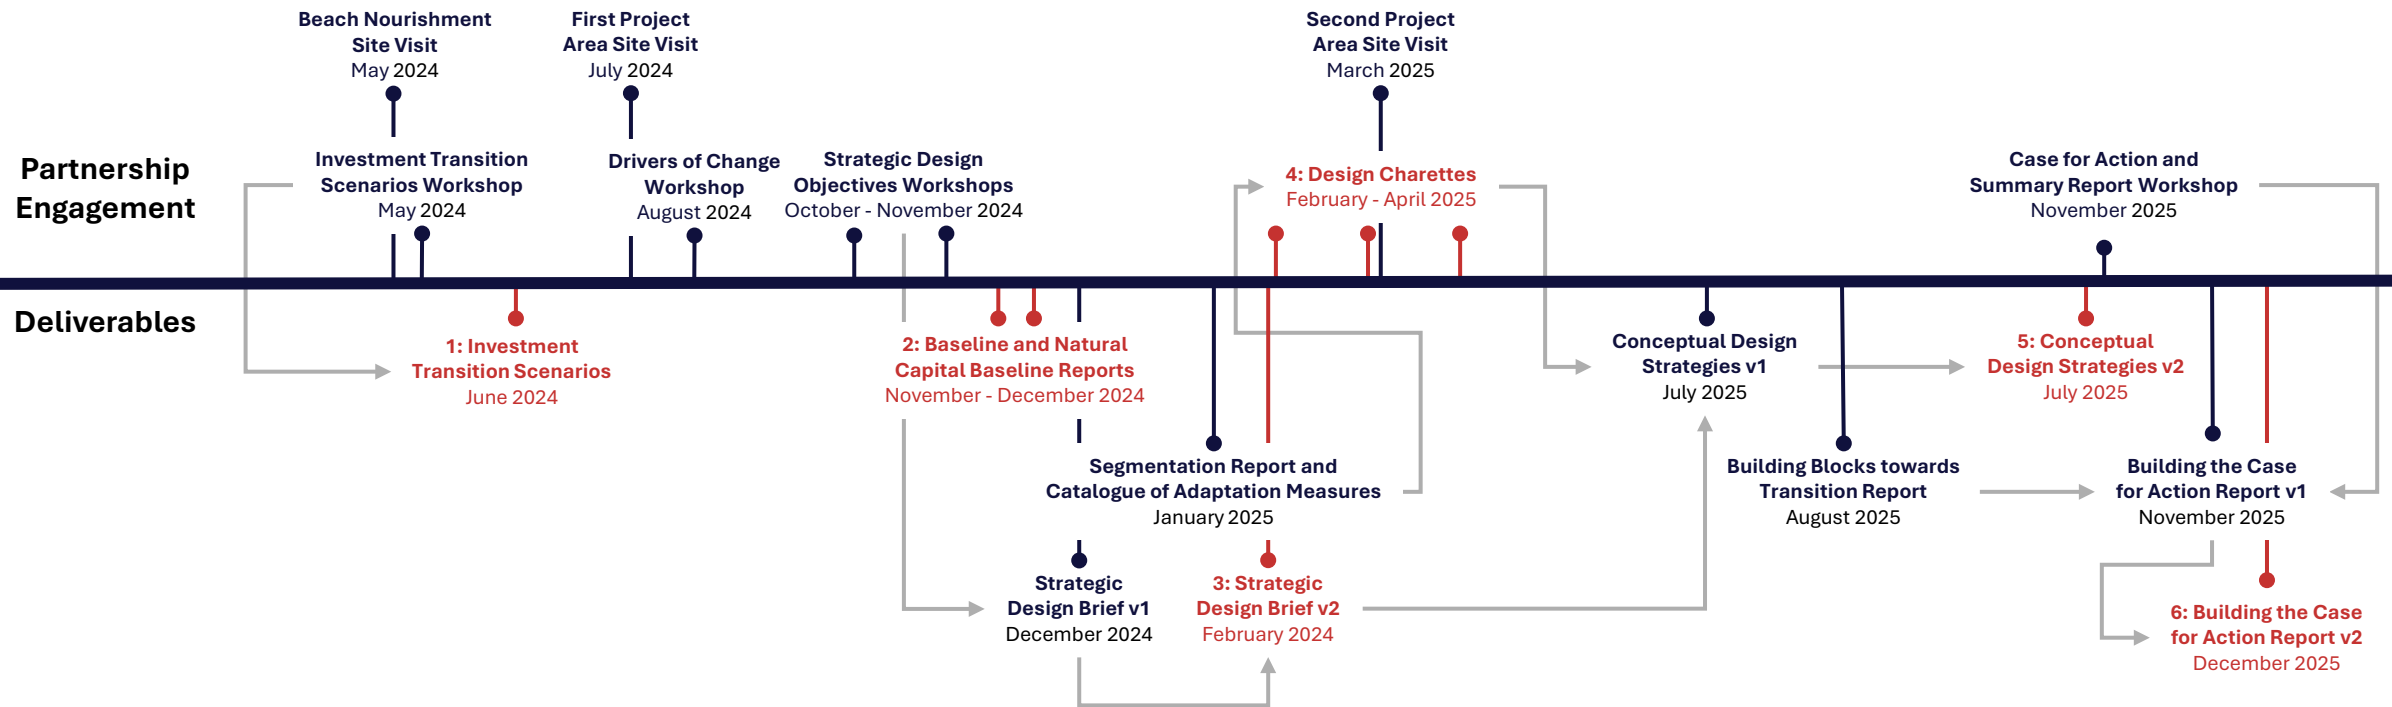 Beach Nourishment
Site Visit
May 2024
First Project
Area Site Visit
July 2024
Second Project
Area Site Visit
March 2025
Partnership
Engagement
Investment Transition
Scenarios Workshop
May 2024
Drivers of Change
Workshop
August 2024
Strategic Design
Objectives Workshops
October - November 2024
4: Design Charettes
February - April 2025
Case for Action and
Summary Report Workshop
November 2025
Deliverables
1: Investment
Transition Scenarios
June 2024
2: Baseline and Natural
Capital Baseline Reports
November - December 2024
Conceptual Design
Strategies v1
July 2025
5: Conceptual
Design Strategies v2
July 2025
Segmentation Report and
Catalogue of Adaptation Measures
January 2025
Building Blocks towards
Transition Report
August 2025
Building the Case
for Action Report v1
November 2025
Strategic
Design Brief v1
December 2024
3: Strategic
Design Brief v2
February 2024
6: Building the Case
for Action Report v2
December 2025